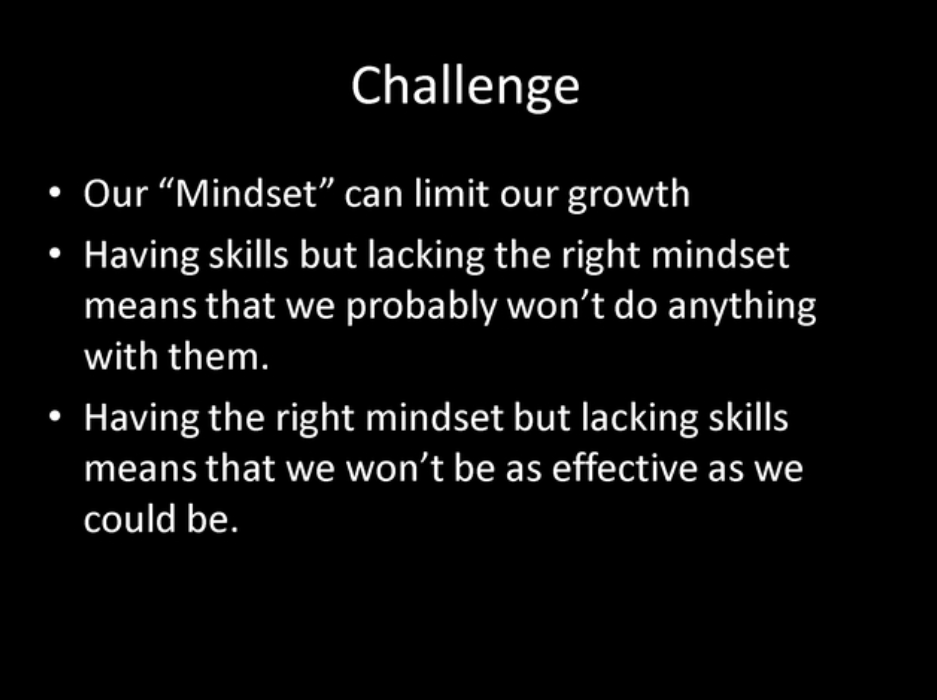 Challenge
• Our “Mindset” can limit our growth
• Having skills but lacking the right mindset
means that we probably won’t do anything
with them.
• Having the right mindset but lacking skills
means that we won’t be as effective as we
could be.